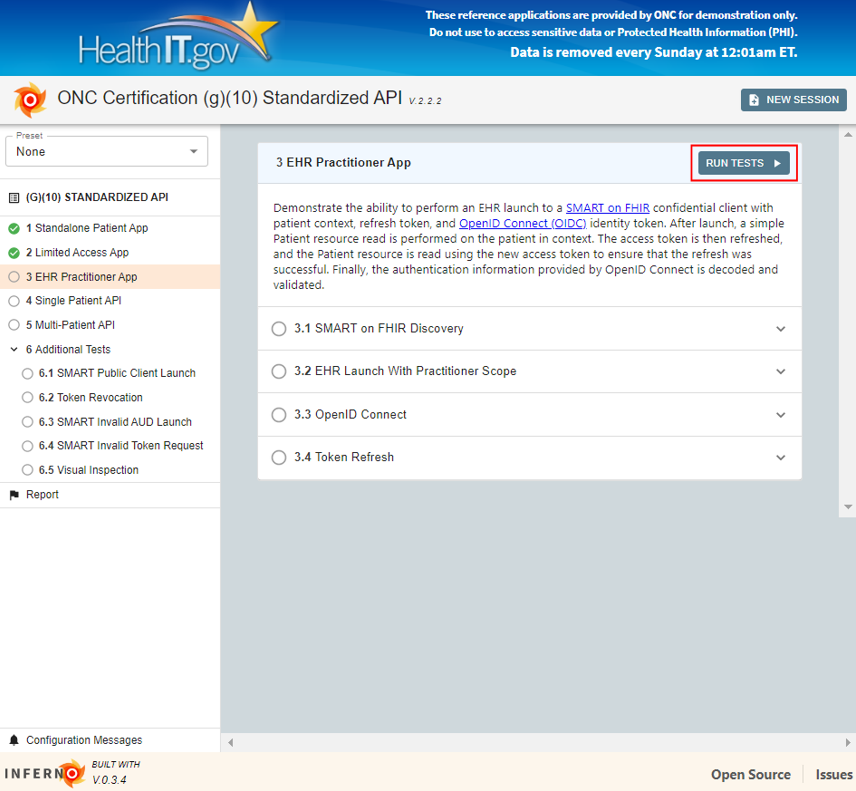 HealthIT.gov
These reference applications are provided by ONC for demonstration only.
Do not use to access sensitive data or Protected Health Information (PHI).
Data is removed every Sunday at 12:01am ET.
ONC Certification (g)(10) Standardized API V.2.2.2
NEW SESSION
Preset
None
(G)(10) STANDARDIZED API
1 Standalone Patient App
2 Limited Access App
3 EHR Practitioner App
4 Single Patient API
5 Multi-Patient API
6 Additional Tests
6.1 SMART Public Client Launch
6.2 Token Revocation
6.3 SMART Invalid AUD Launch
6.4 SMART Invalid Token Request
6.5 Visual Inspection
Report
3 EHR Practitioner App
RUN TESTS
Demonstrate the ability to perform an EHR launch to a SMART on FHIR confidential client with
patient context, refresh token, and OpenID Connect (OIDC) identity token. After launch, a simple
Patient resource read is performed on the patient in context. The access token is then refreshed,
and the Patient resource is read using the new access token to ensure that the refresh was
successful. Finally, the authentication information provided by OpenID Connect is decoded and
validated.
3.1 SMART on FHIR Discovery
3.2 EHR Launch With Practitioner Scope
3.3 OpenID Connect
3.4 Token Refresh
Configuration Messages
INFERNO
BUILT WITH
V.0.3.4
Open Source
Issues